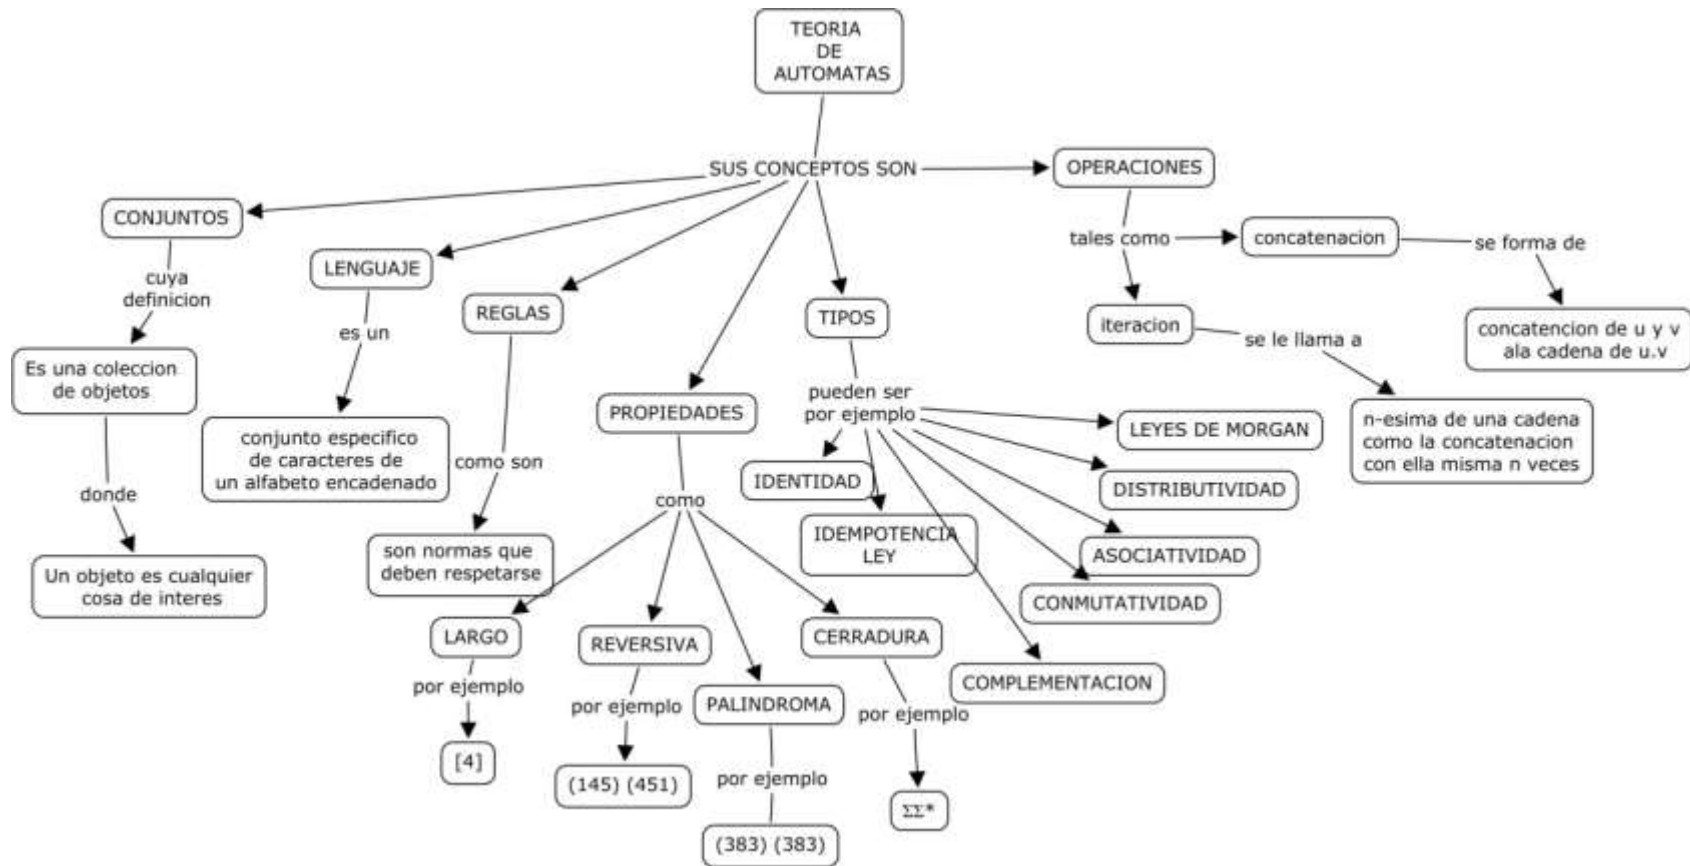 TEORIA
DE
AUTOMATAS
SUS CONCEPTOS SON
OPERACIONES
CONJUNTOS
tales como
concatenacion
se forma de
LENGUAJE
cuya
definicion
REGLAS
TIPOS
iteracion
concatencion de u y v
ala cadena de u.v
es un
se le llama a
Es una coleccion
de objetos
pueden ser
por ejemplo
PROPIEDADES
LEYES DE MORGAN
n-esima de una cadena
como la concatenacion
con ella misma n veces
conjunto especifico
de caracteres de
un alfabeto encadenado
como son
IDENTIDAD
DISTRIBUTIVIDAD
donde
como
IDEMPOTENCIA
LEY
ASOCIATIVIDAD
son normas que
deben respetarse
Un objeto es cualquier
cosa de interes
CONMUTATIVIDAD
LARGO
REVERSIVA
CERRADURA
COMPLEMENTACION
por ejemplo
por ejemplo
PALINDROMA
por ejemplo
[4]
(145) (451)
por ejemplo
ΣΣ*
(383) (383)